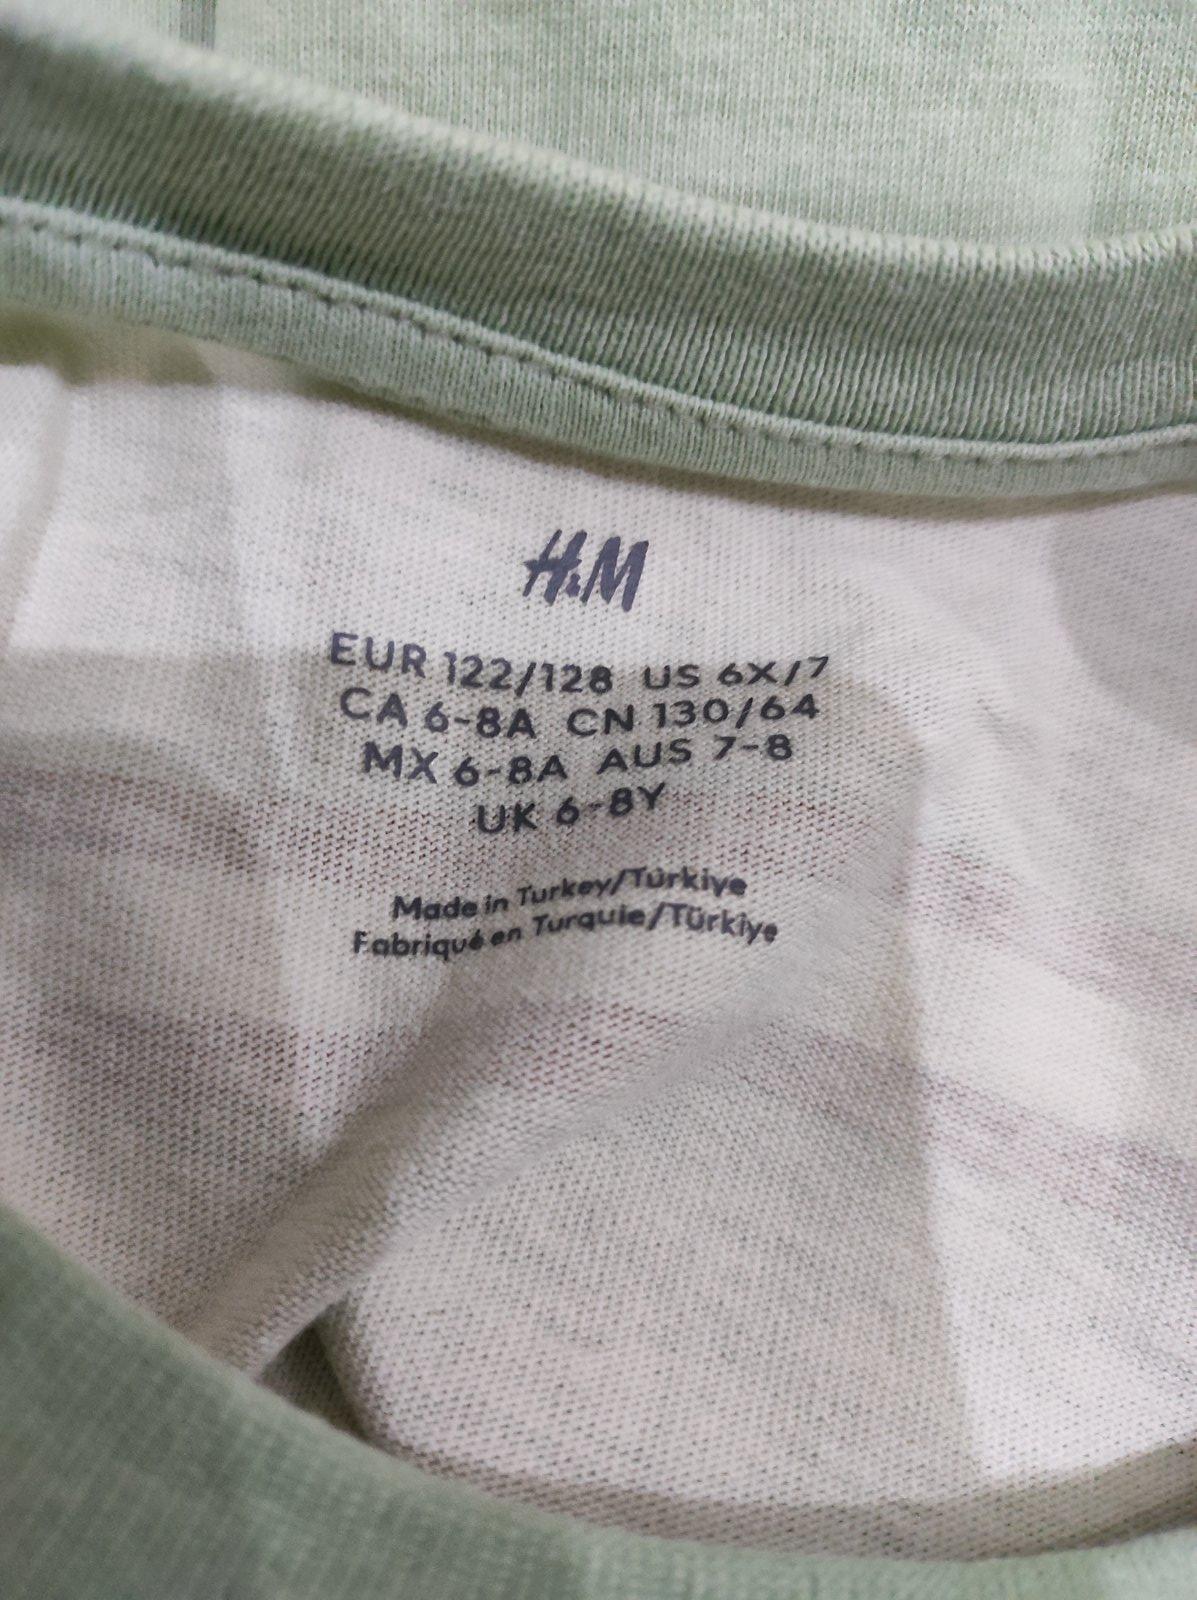 H&M
EUR 122/128 US 6X/7
CA 6-8A CN 130/64
MX 6-8A AUS 7-8
UK 6-8Y
Made in Turkey/Türkiye
Fabriqué en Turquie/Türkiye